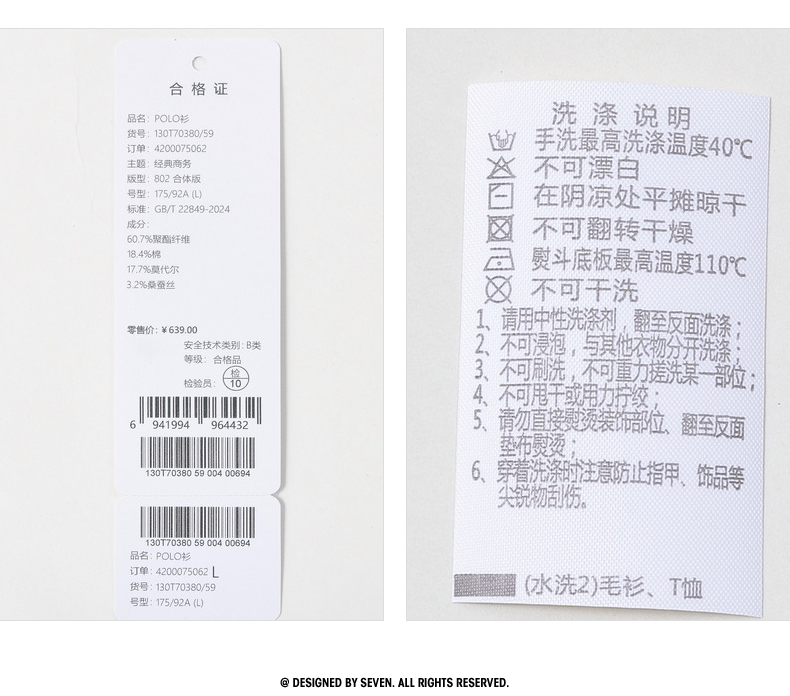 合格证
品名：POLO衫
货号：130T70380/59
订单：4200075062
主题：经典商务
版型：802 合体版
号型：175/92A (L)
标准：GB/T 22849-2024
成分：
60.7%聚酯纤维
18.4%棉
17.7%莫代尔
3.2%桑蚕丝
零售价：¥639.00
安全技术类别：B类
等级：合格品
检验员：检 10
6 941994 964432
130T70380 59 004 00694
130T70380 59 004 00694
品名：POLO衫
订单：4200075062 L
货号：130T70380/59
号型：175/92A (L)
洗涤说明
手洗最高洗涤温度40℃
不可漂白
在阴凉处平摊晾干
不可翻转干燥
熨斗底板最高温度110℃
不可干洗
1、请用中性洗涤剂，翻至反面洗涤；
2、不可浸泡，与其他衣物分开洗涤；
3、不可刷洗，不可重力搓洗某一部位；
4、不可甩干或用力拧绞；
5、请勿直接熨烫装饰部位、翻至反面
垫布熨烫；
6、穿着洗涤时注意防止指甲、饰品等
尖锐物刮伤。
(水洗2)毛衫、T恤
@ DESIGNED BY SEVEN. ALL RIGHTS RESERVED.